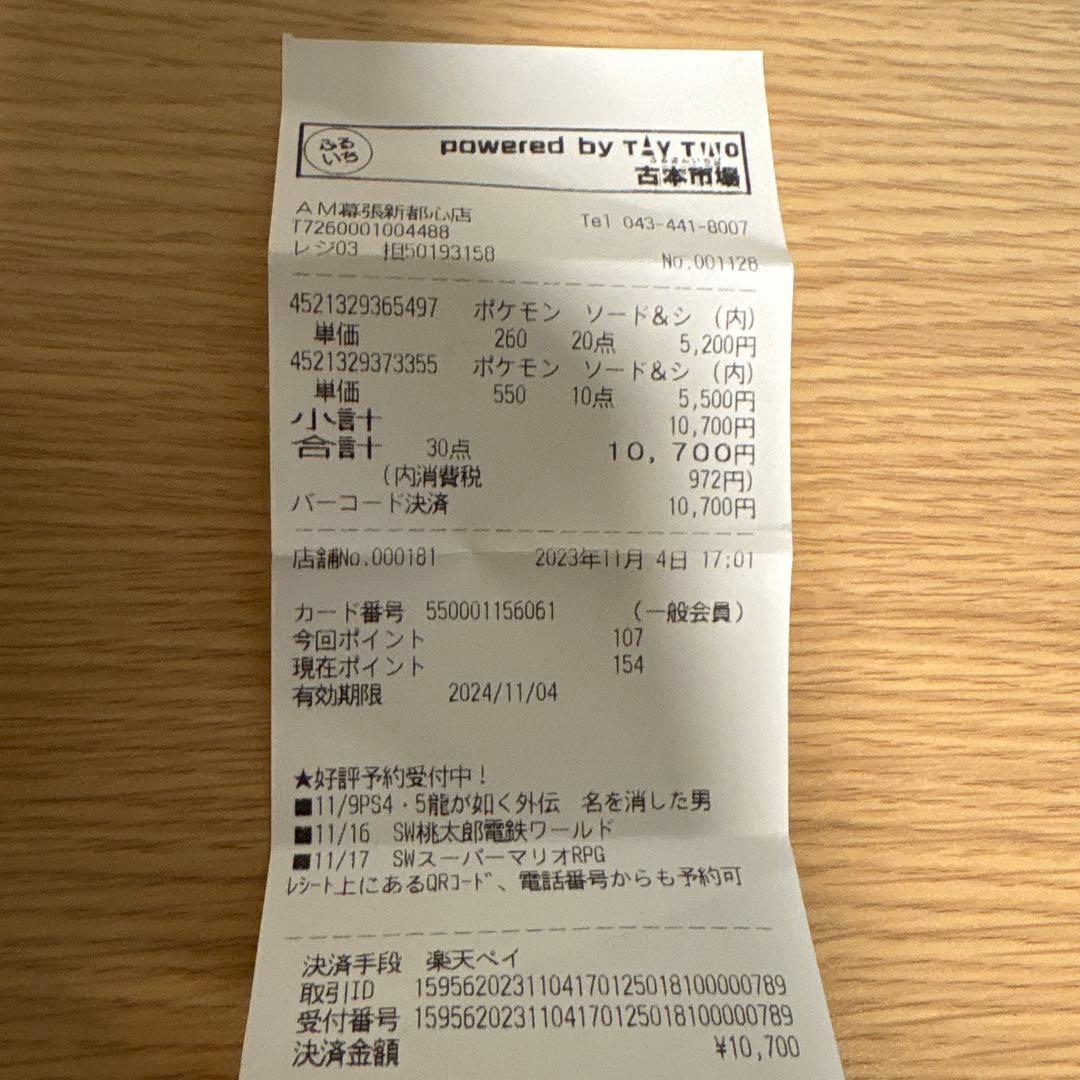 ふる
いち
powered by TAY TWO
ふるほんいちば
古本市場
AM幕張新都心店 Tel 043-441-8007
T7260001004488
レジ03 担50193158 No.001128
4521329365497 ポケモン ソード&シ (内)
単価 260 20点 5,200円
4521329373355 ポケモン ソード&シ (内)
単価 550 10点 5,500円
小計 10,700円
合計 30点 10,700円
(内消費税 972円)
バーコード決済 10,700円
店舗No.000181 2023年11月 4日 17:01
カード番号 550001156061 (一般会員)
今回ポイント 107
現在ポイント 154
有効期限 2024/11/04
★好評予約受付中!
■11/9PS4・5龍が如く外伝 名を消した男
■11/16 SW桃太郎電鉄ワールド
■11/17 SWスーパーマリオRPG
ﾚｼｰﾄ上にあるQRｺｰﾄﾞ、電話番号からも予約可
決済手段 楽天ペイ
取引ID 159562023110417012501810000789
受付番号 159562023110417012501810000789
決済金額 ¥10,700